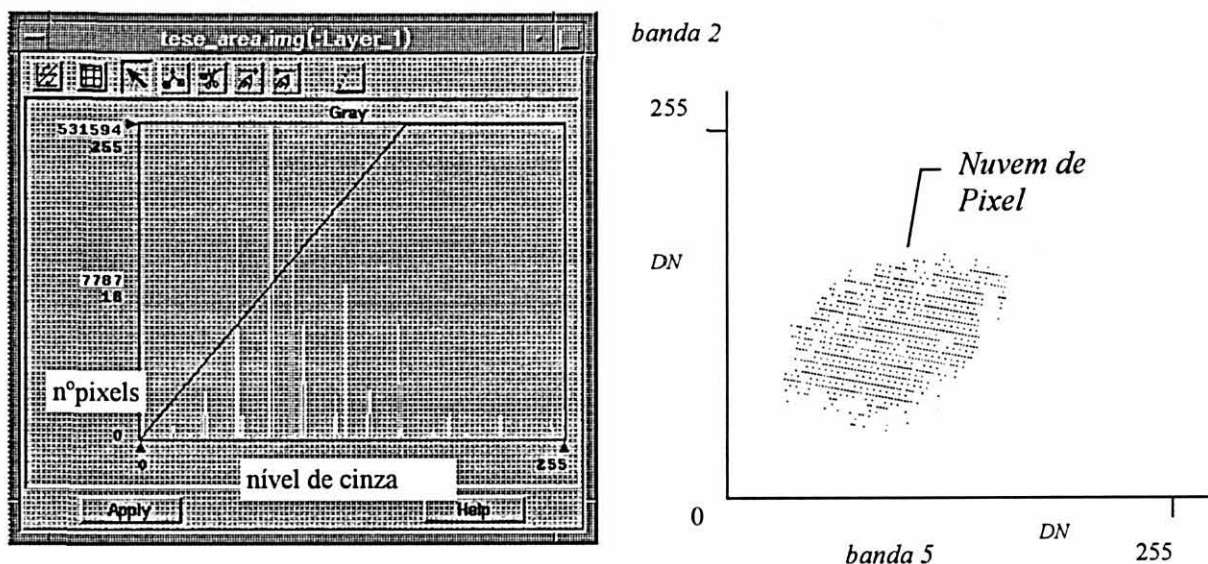 tese_area.img(:Layer_1)
Gray
531594
255
7787
18
nºpixels
0
0
255
nível de cinza
Apply
Help
banda 2
255
Nuvem de
Pixel
DN
0
DN
banda 5
255